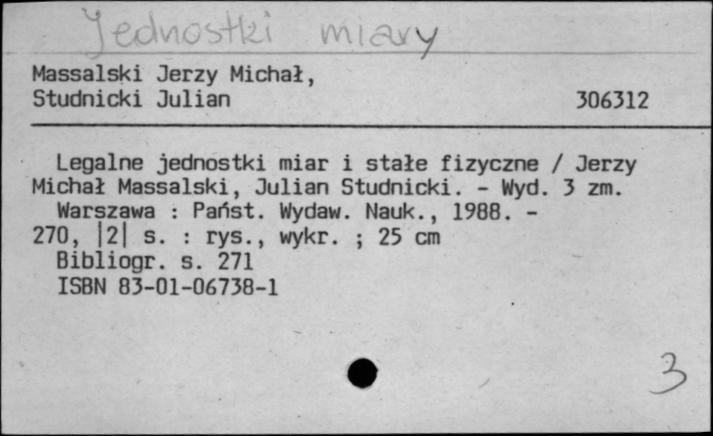 Jednostki miary
Massalski Jerzy Michał,
Studnicki Julian 306312
Legalne jednostki miar i stałe fizyczne / Jerzy
Michał Massalski, Julian Studnicki. - Wyd. 3 zm.
Warszawa : Państ. Wydaw. Nauk., 1988. -
270, |2| s. : rys., wykr. ; 25 cm
Bibliogr. s. 271
ISBN 83-01-06738-1
3